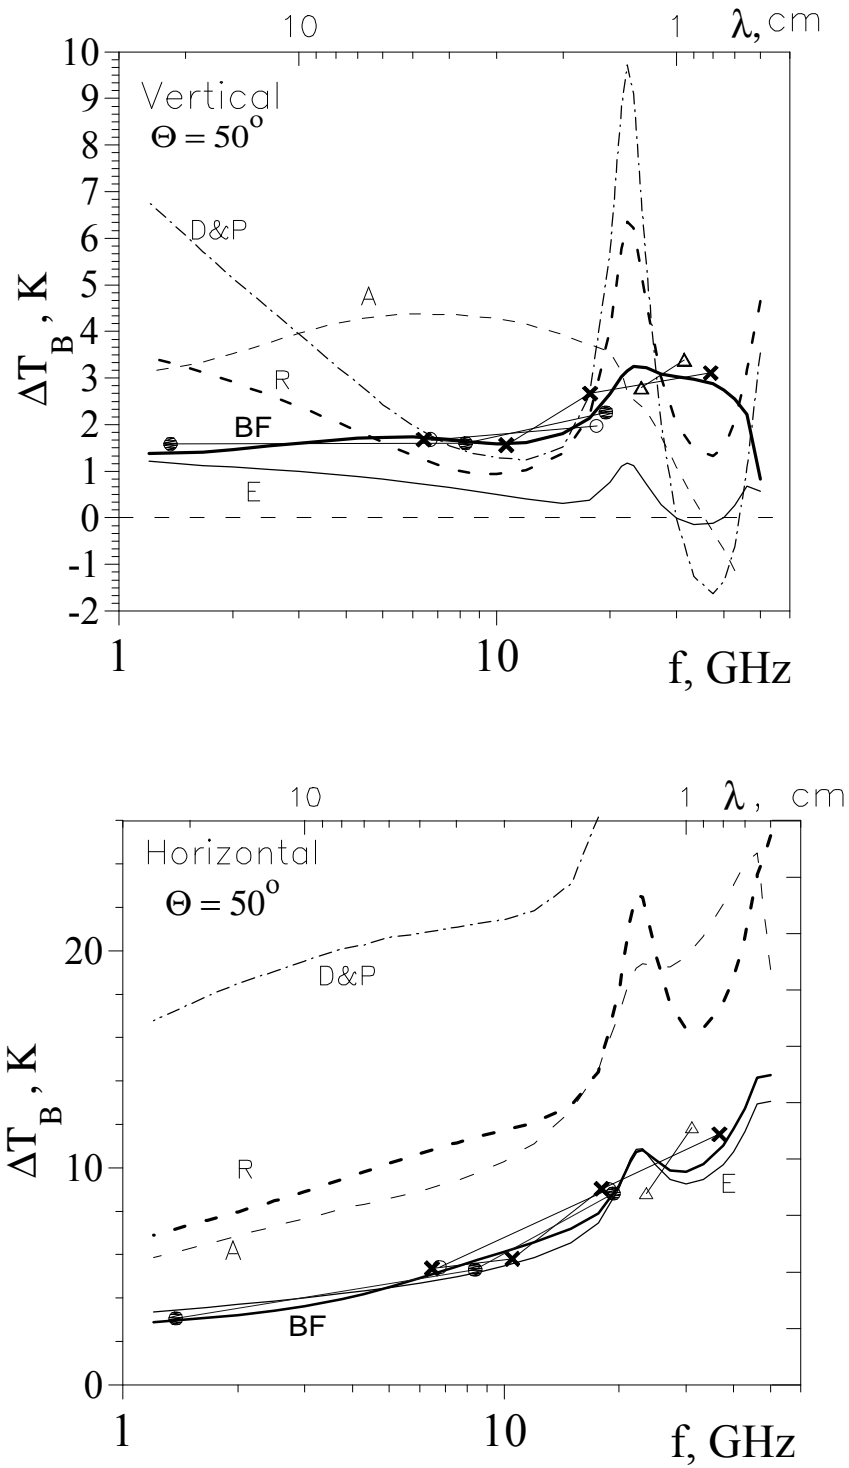 10 1 λ, cm
10
Vertical
9
Θ = 50°
8
7
D&P
6
5
A
ΔT_B , K
4
R
3
BF
2
1
E
0
-1
-2
1 10
f, GHz
10 1 λ , cm
Horizontal
Θ = 50°
20
D&P
ΔT_B , K
R
10
E
A
BF
0
1 10
f, GHz